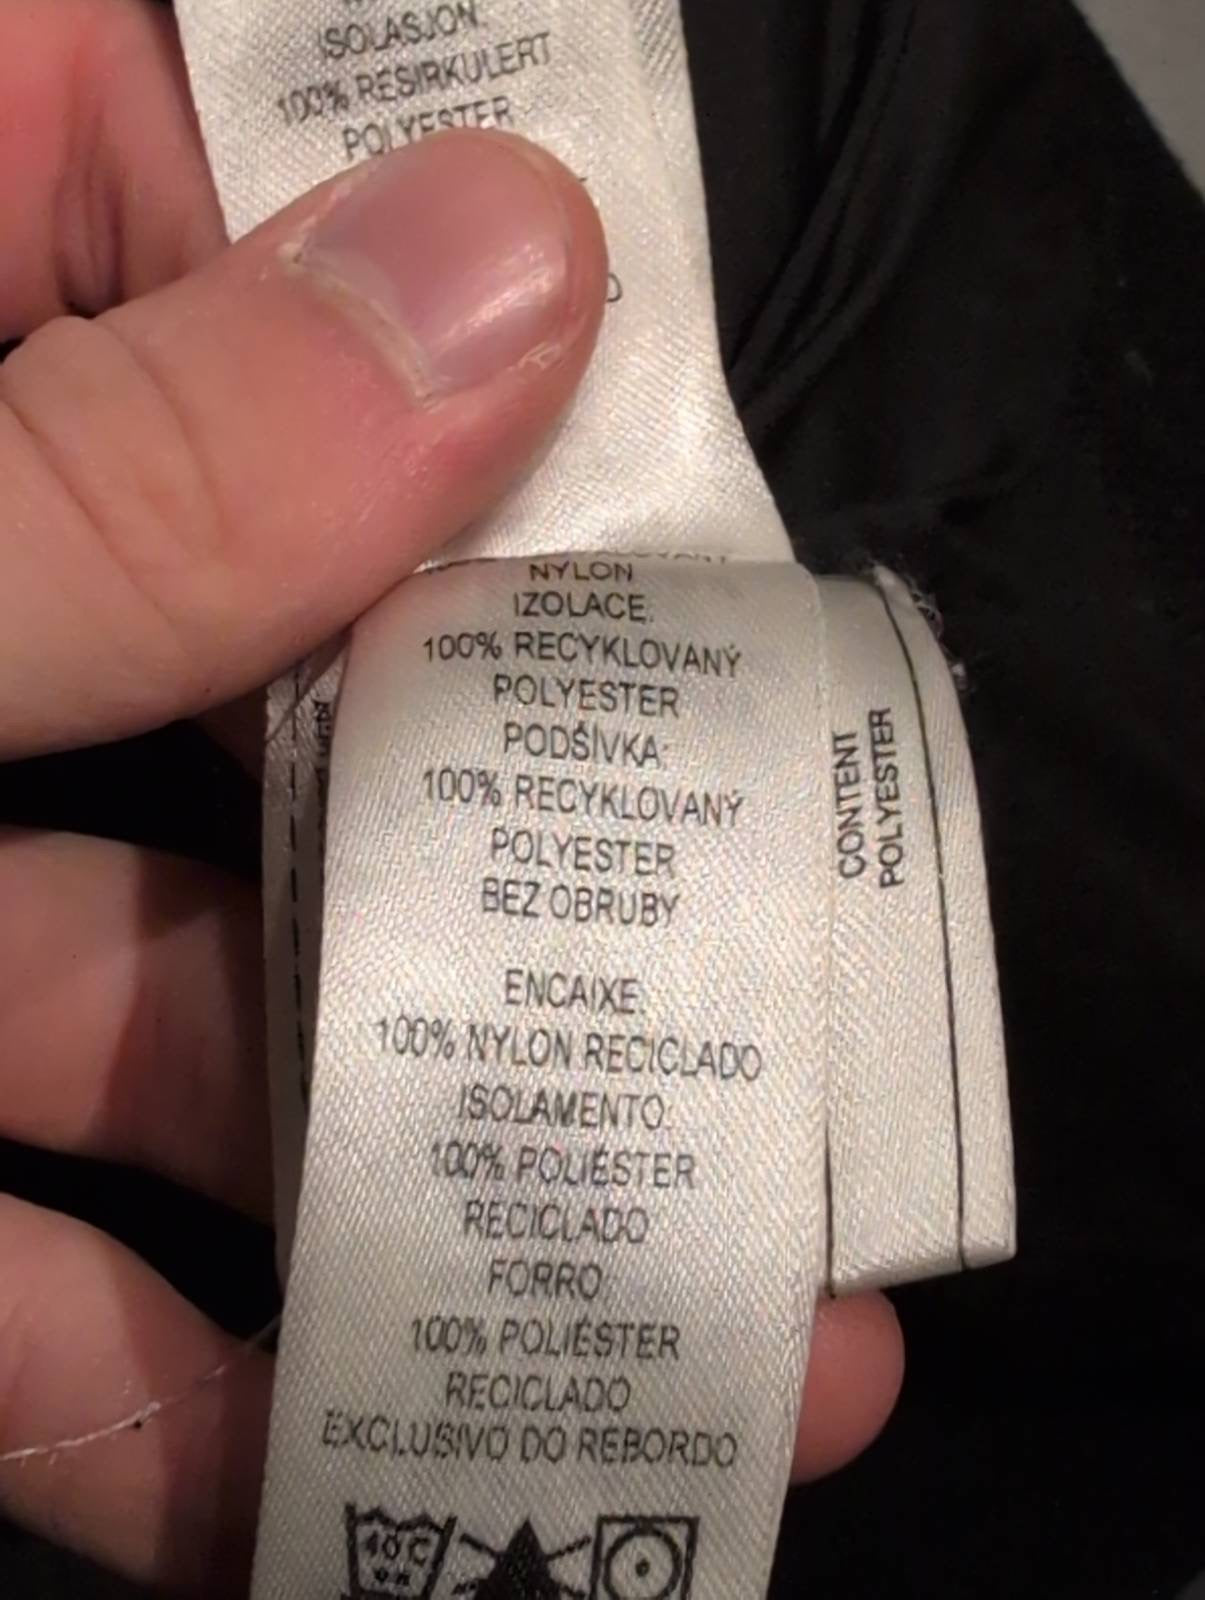 ISOLASJON:
100% RESIRKULERT
POLYESTER
NYLON
IZOLACE:
100% RECYKLOVANÝ
POLYESTER
PODŠÍVKA:
100% RECYKLOVANÝ
POLYESTER
BEZ OBRUBY
ENCAIXE:
100% NYLON RECICLADO
ISOLAMENTO:
100% POLIÉSTER
RECICLADO
FORRO:
100% POLIÉSTER
RECICLADO
EXCLUSIVO DO REBORDO
40°C
CONTENT
POLYESTER